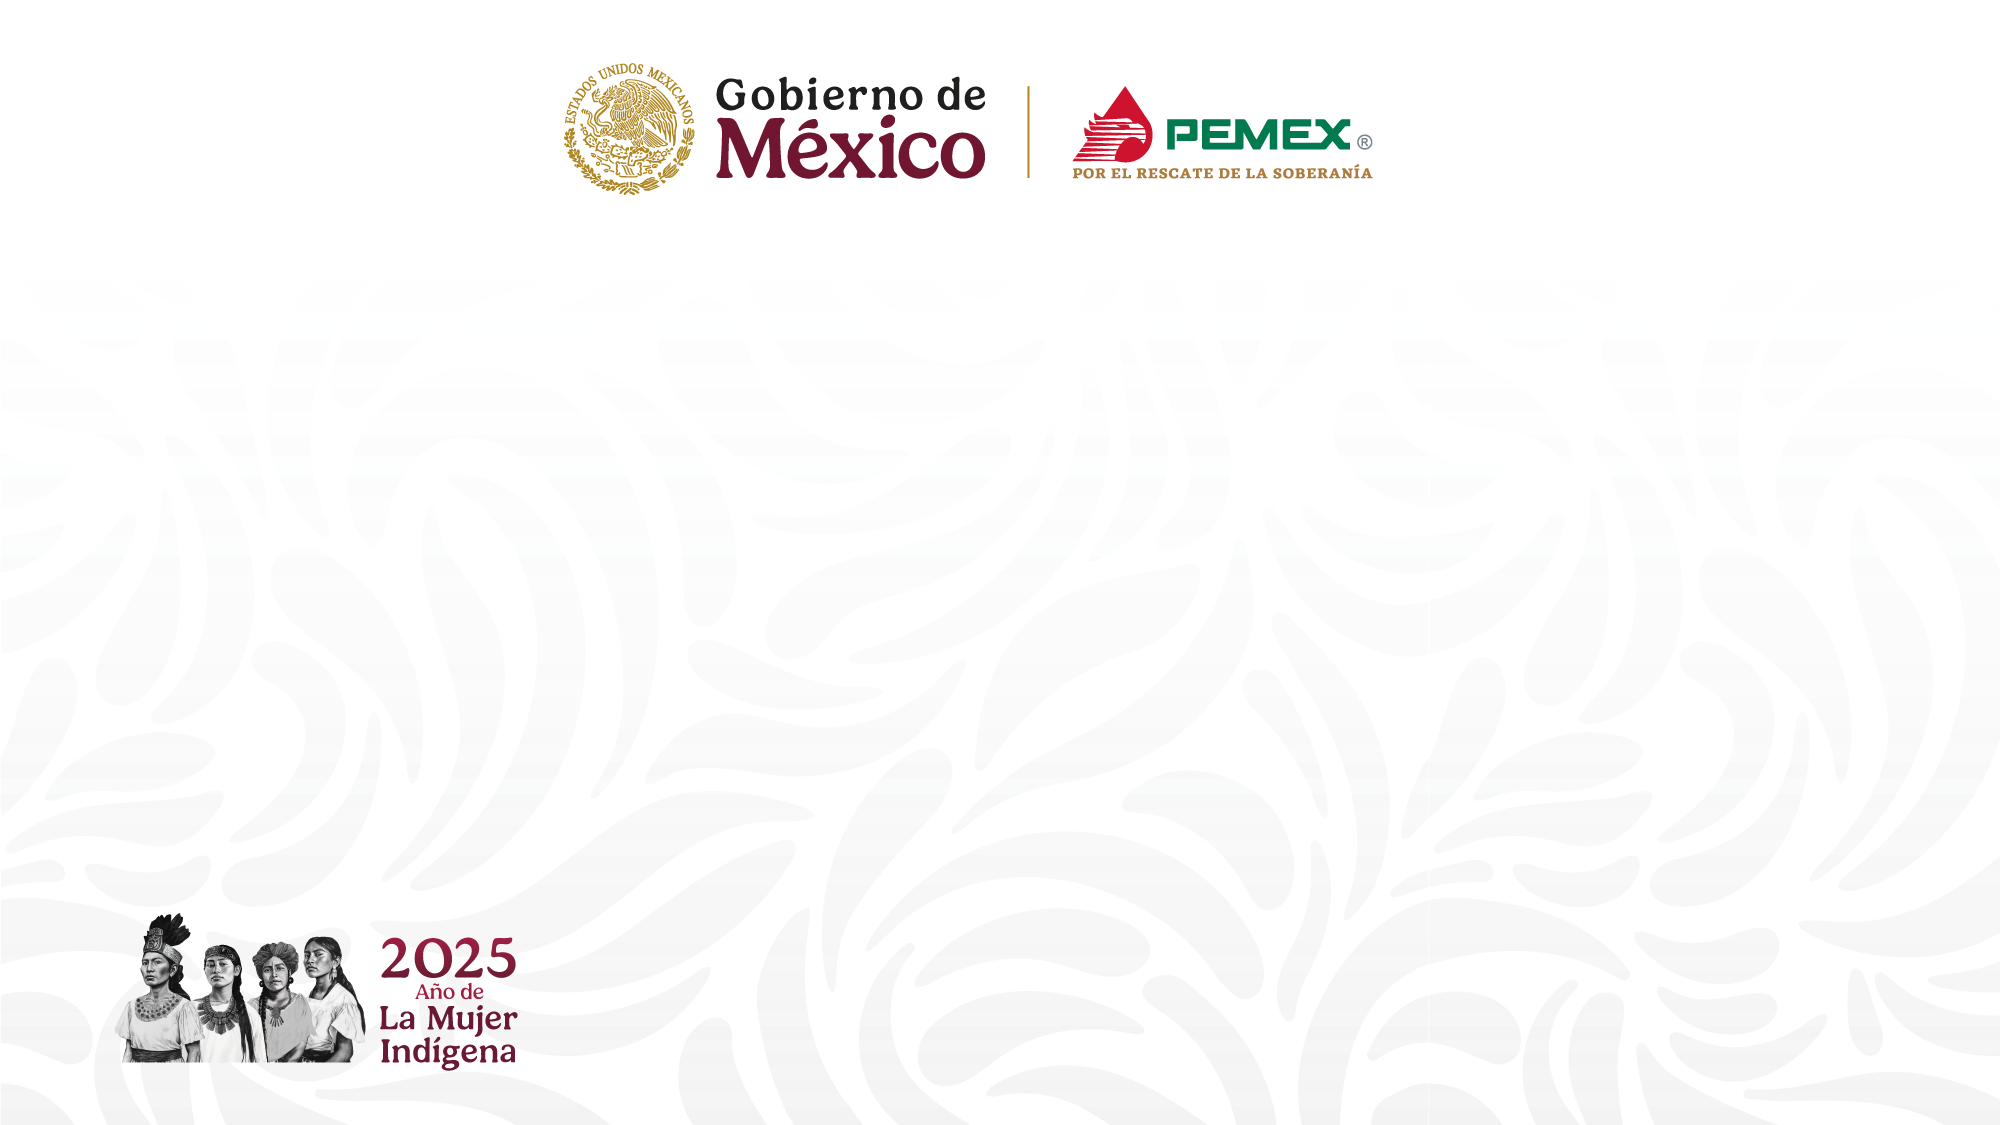 ESTADOS UNIDOS MEXICANOS
Gobierno de
México
PEMEX ®
POR EL RESCATE DE LA SOBERANÍA
2025
Año de
La Mujer
Indígena